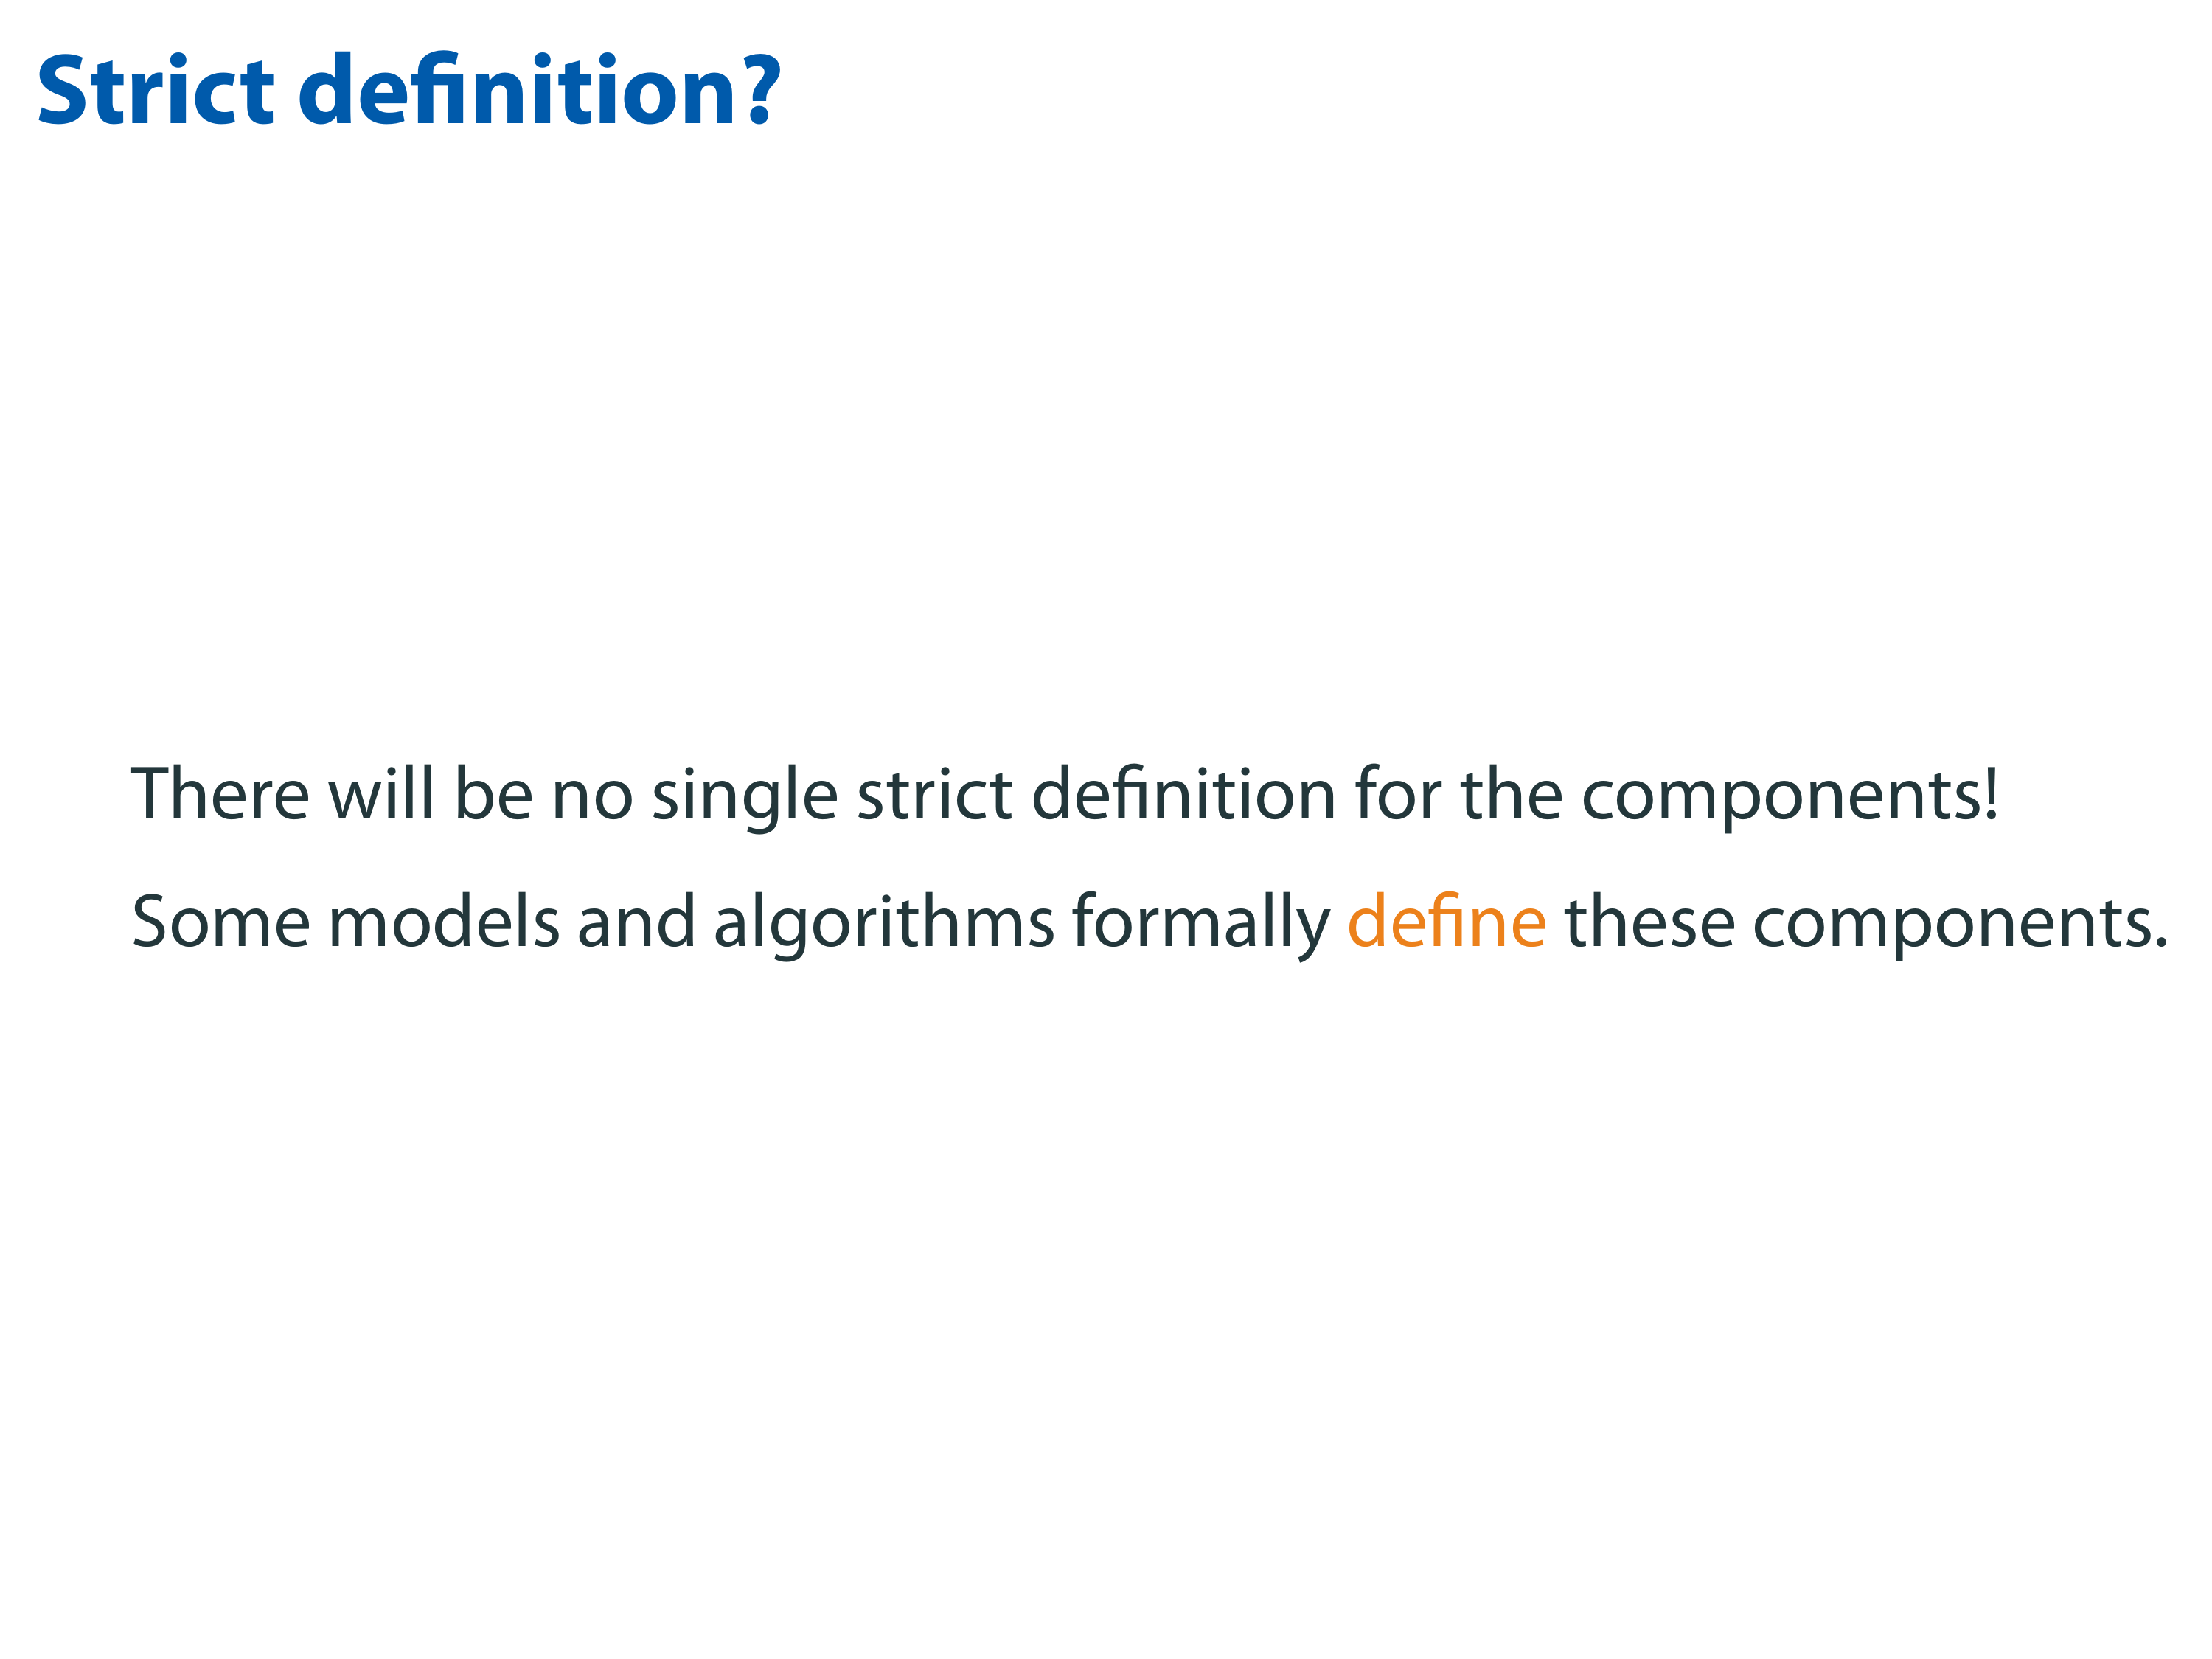 Strict definition?
There will be no single strict definition for the components!
Some models and algorithms formally define these components.